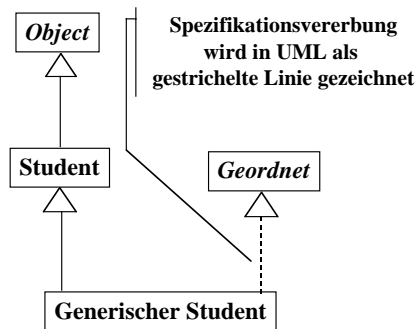 Object
Spezifikationsvererbung
wird in UML als
gestrichelte Linie gezeichnet
Student
Geordnet
Generischer Student